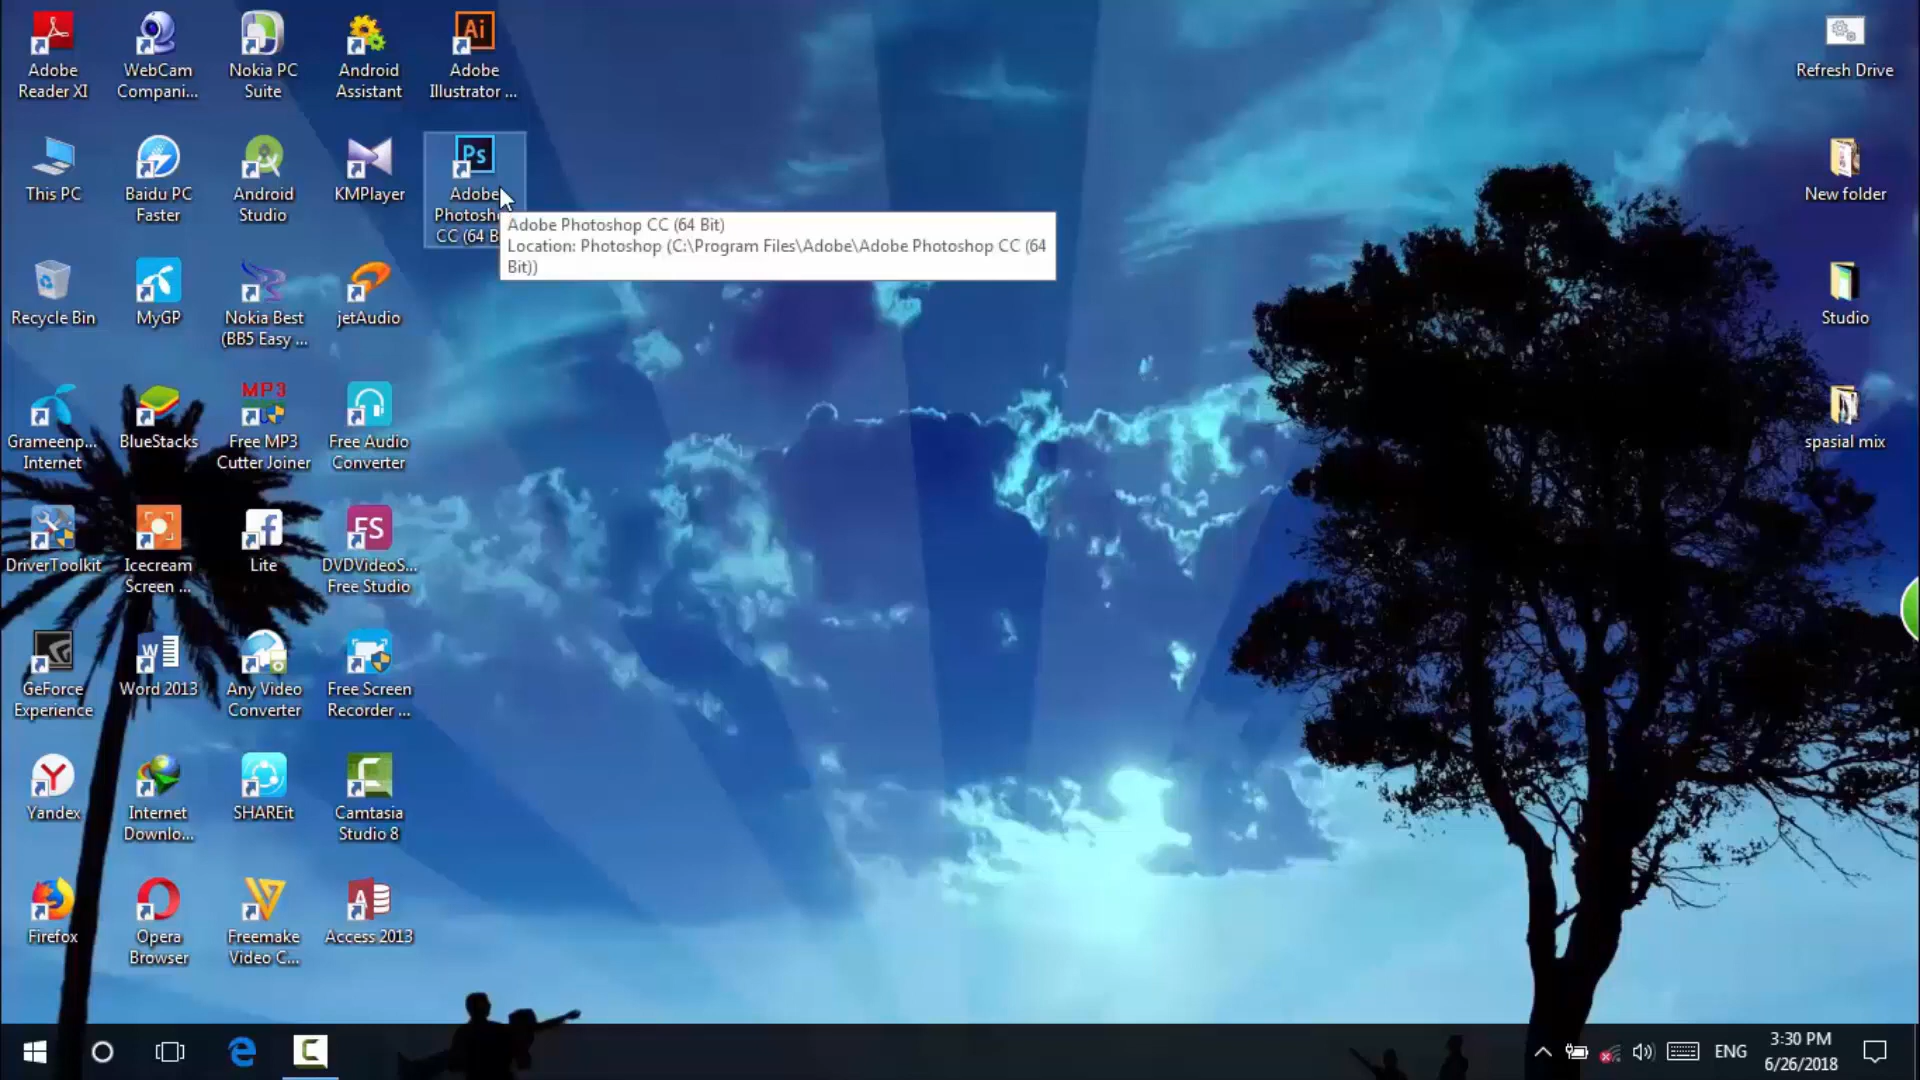 Adobe
Reader XI
WebCam
Compani...
Nokia PC
Suite
Android
Assistant
Ai
Adobe
Illustrator ...
Refresh Drive
This PC
Baidu PC
Faster
Android
Studio
KMPlayer
Ps
Adobe
Photosho
CC (64 B
Adobe Photoshop CC (64 Bit)
Location: Photoshop (C:\Program Files\Adobe\Adobe Photoshop CC (64
Bit))
New folder
Recycle Bin
MyGP
Nokia Best
(BB5 Easy ...
jetAudio
Studio
Grameenp...
Internet
BlueStacks
MP3
Free MP3
Cutter Joiner
Free Audio
Converter
spasial mix
DriverToolkit
Icecream
Screen ...
Lite
FS
DVDVideoS...
Free Studio
GeForce
Experience
W
Word 2013
Any Video
Converter
Free Screen
Recorder ...
Yandex
Internet
Downlo...
SHAREit
Camtasia
Studio 8
Firefox
Opera
Browser
Freemake
Video C...
A
Access 2013
ENG
3:30 PM
6/26/2018